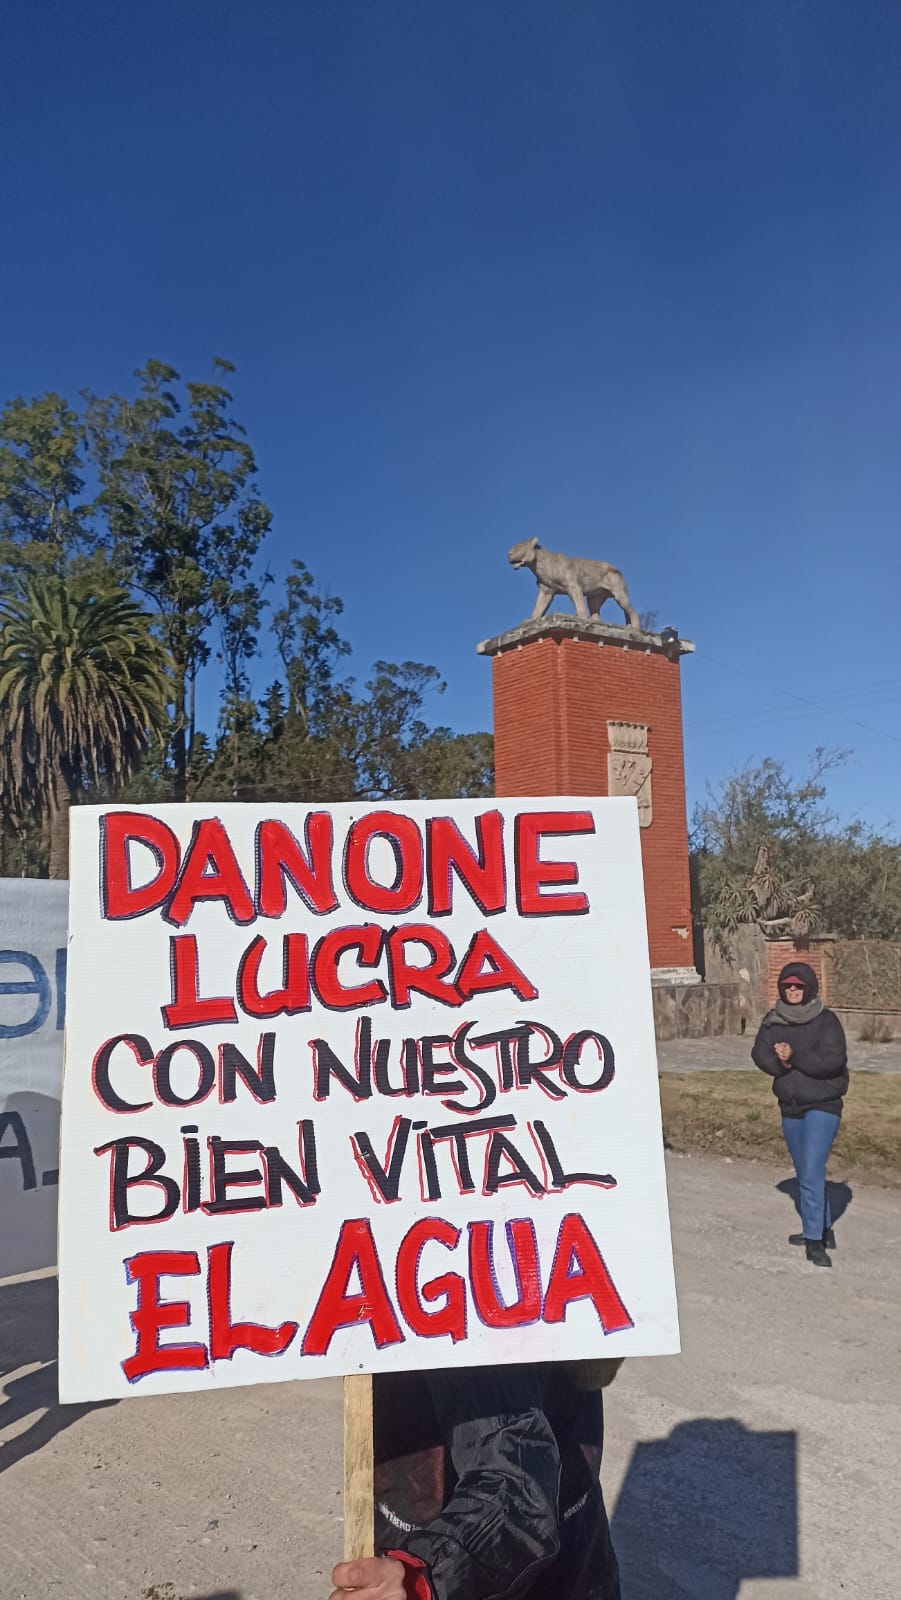 DANONE
LUCRA
CON NUESTRO
BIEN VITAL
EL AGUA